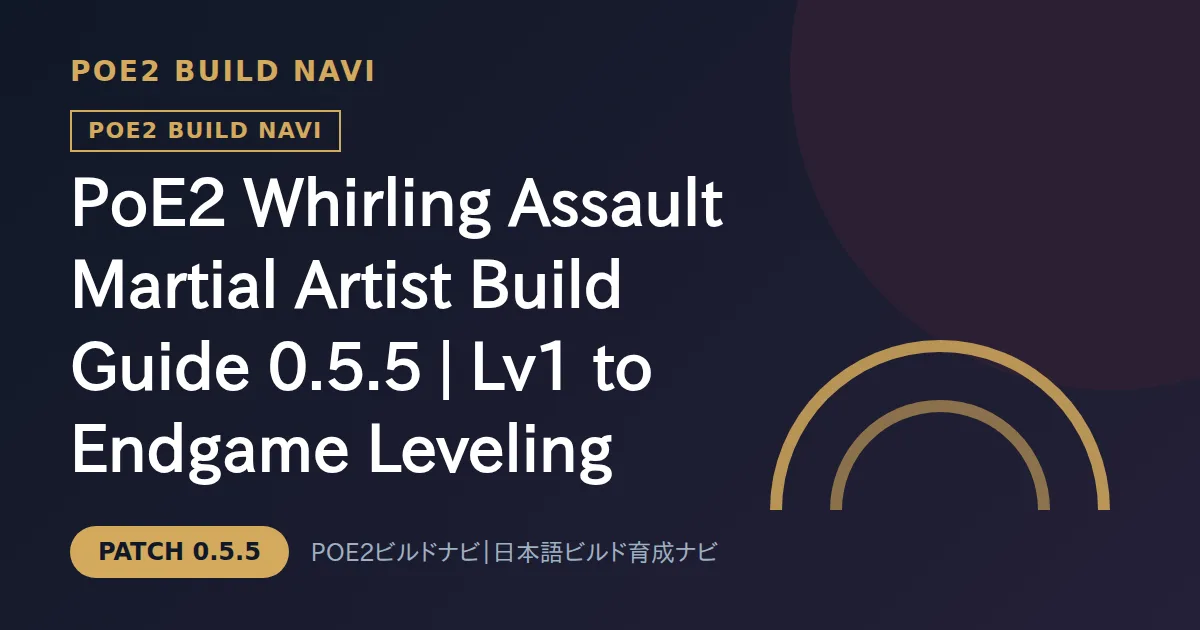 POE2 BUILD NAVI
POE2 BUILD NAVI
PoE2 Whirling Assault
Martial Artist Build
Guide 0.5.5 | Lv1 to
Endgame Leveling
PATCH 0.5.5
POE2ビルドナビ|日本語ビルド育成ナビ